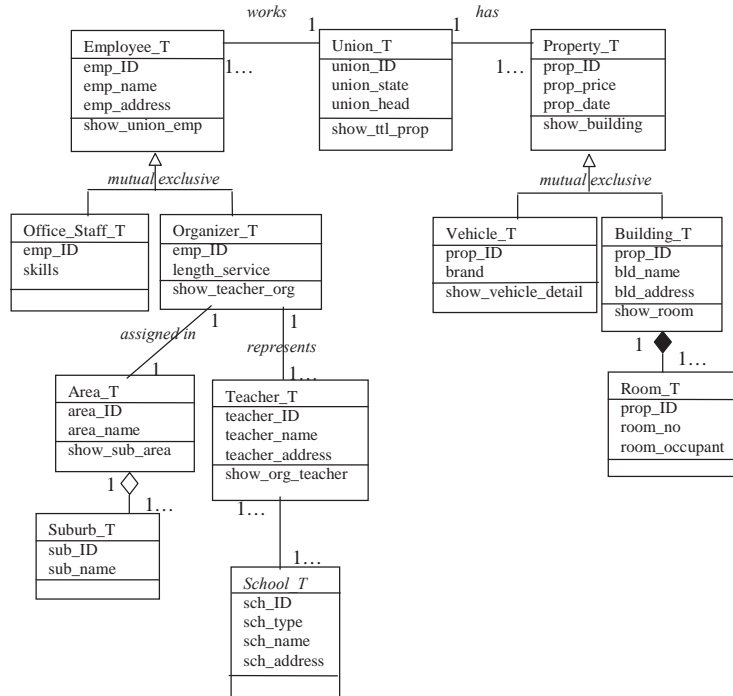 works
has
1
1
Employee_T
emp_ID
emp_name
emp_address
show_union_emp
1...
Union_T
union_ID
union_state
union_head
show_ttl_prop
1...
Property_T
prop_ID
prop_price
prop_date
show_building
mutual exclusive
mutual exclusive
Office_Staff_T
emp_ID
skills
Organizer_T
emp_ID
length_service
show_teacher_org
Vehicle_T
prop_ID
brand
show_vehicle_detail
Building_T
prop_ID
bld_name
bld_address
show_room
assigned in
1
1
represents
1
1...
1
1...
Area_T
area_ID
area_name
show_sub_area
Teacher_T
teacher_ID
teacher_name
teacher_address
show_org_teacher
Room_T
prop_ID
room_no
room_occupant
1
1...
1...
Suburb_T
sub_ID
sub_name
1...
School_T
sch_ID
sch_type
sch_name
sch_address